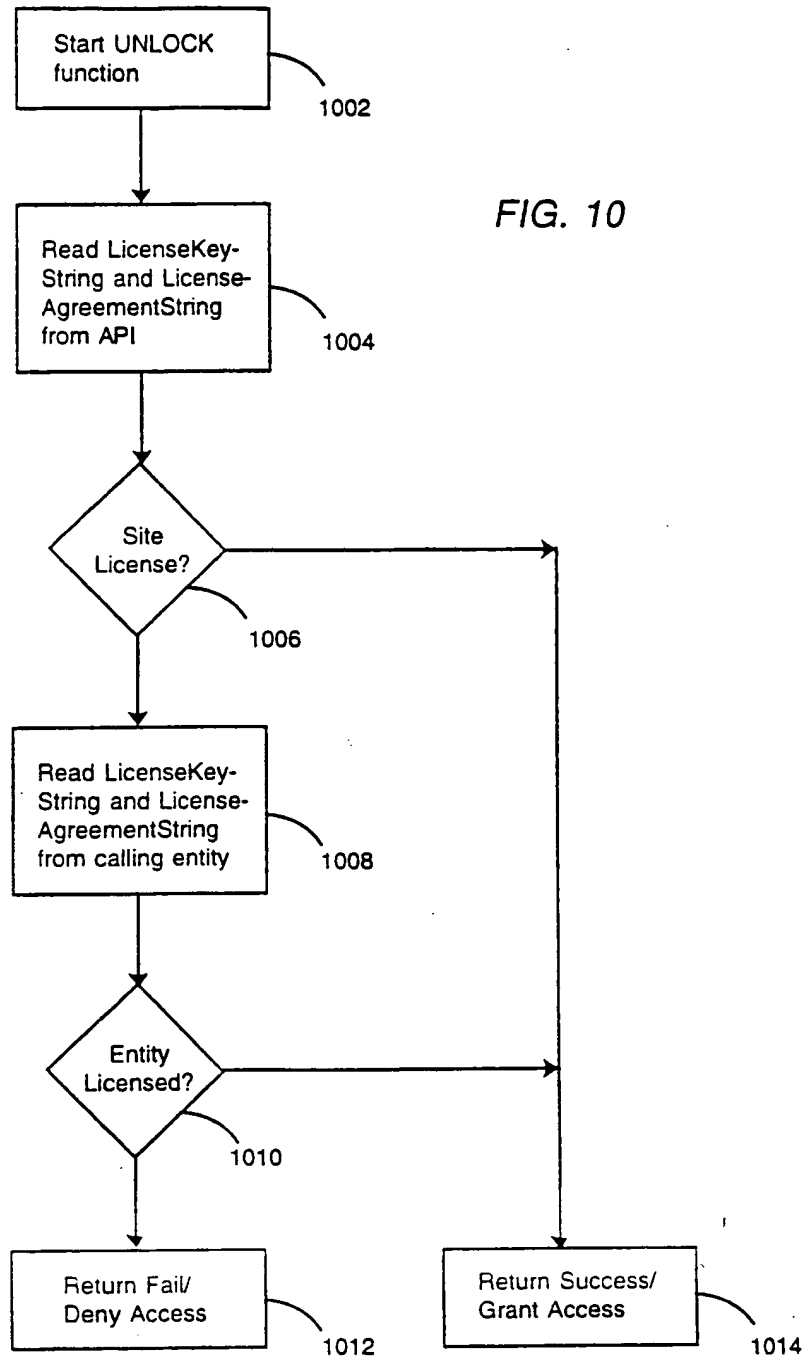 Start UNLOCK
function
1002
FIG. 10
Read LicenseKey-
String and License-
AgreementString
from API
1004
Site
License?
1006
Read LicenseKey-
String and License-
AgreementString
from calling entity
1008
Entity
Licensed?
1010
Return Fail/
Deny Access
1012
Return Success/
Grant Access
1014